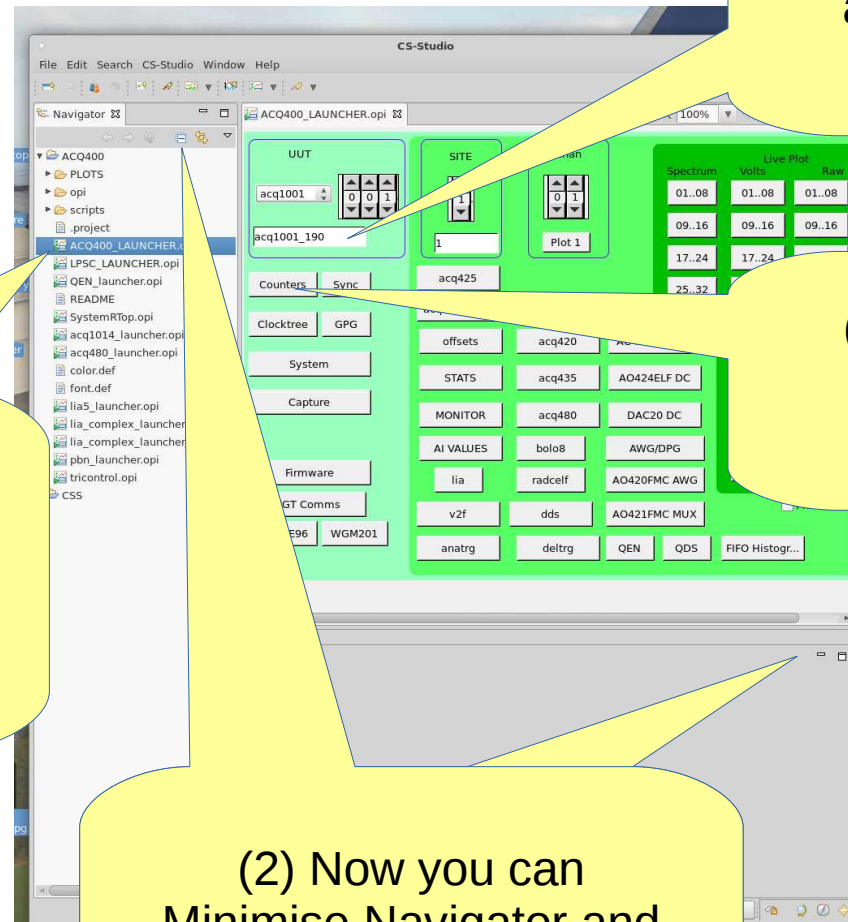 CS-Studio
File Edit Search CS-Studio Window Help
Navigator
ACQ400
PLOTS
opi
scripts
.project
ACQ400_LAUNCHER.o
LPSC_LAUNCHER.opi
QEN_launcher.opi
README
SystemRTop.opi
acq1014_launcher.opi
acq480_launcher.opi
color.def
font.def
lia5_launcher.opi
lia_complex_launcher
lia_complex_launcher
pbn_launcher.opi
tricontrol.opi
CSS
ACQ400_LAUNCHER.opi
100%
UUT
acq1001
0 0 1
acq1001_190
SITE
1
1
0 1
Plot 1
Live Plot
Spectrum Volts Raw
01..08 01..08 01..08
09..16 09..16 09..16
17..24 17..24
25..32
Counters Sync
Clocktree GPG
System
Capture
Firmware
GT Comms
E96 WGM201
acq425
offsets acq420
STATS acq435 AO424ELF DC
MONITOR acq480 DAC20 DC
AI VALUES bolo8 AWG/DPG
lia radcelf AO420FMC AWG
v2f dds AO421FMC MUX
anatrg deltrg QEN QDS FIFO Histogr...
(2) Now you can
Minimise Navigator and